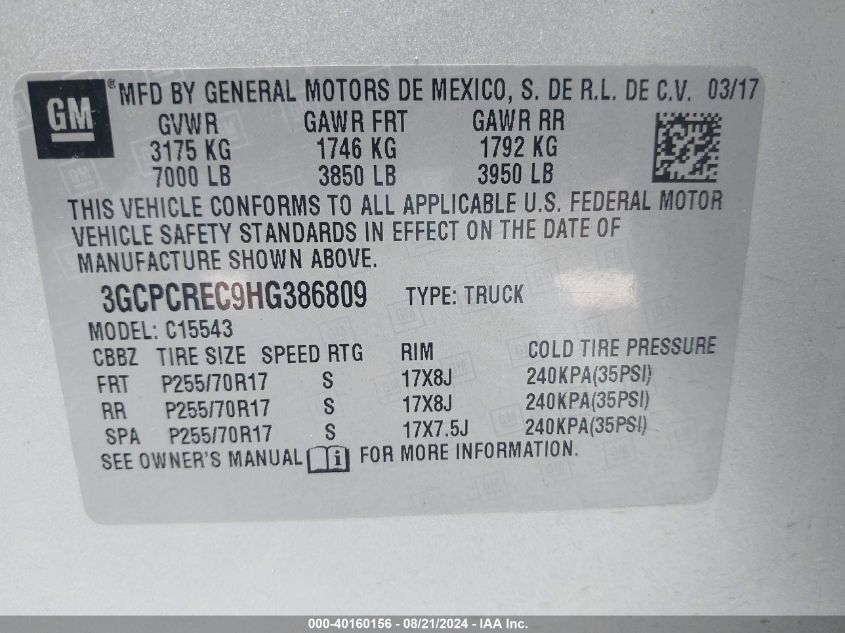 GM ® MFD BY GENERAL MOTORS DE MEXICO, S. DE R.L. DE C.V. 03/17
GVWR GAWR FRT GAWR RR
3175 KG 1746 KG 1792 KG
7000 LB 3850 LB 3950 LB
THIS VEHICLE CONFORMS TO ALL APPLICABLE U.S. FEDERAL MOTOR
VEHICLE SAFETY STANDARDS IN EFFECT ON THE DATE OF
MANUFACTURE SHOWN ABOVE.
3GCPCREC9HG386809 TYPE: TRUCK
MODEL: C15543
CBBZ TIRE SIZE SPEED RTG RIM COLD TIRE PRESSURE
FRT P255/70R17 S 17X8J 240KPA(35PSI)
RR P255/70R17 S 17X8J 240KPA(35PSI)
SPA P255/70R17 S 17X7.5J 240KPA(35PSI)
SEE OWNER'S MANUAL i FOR MORE INFORMATION.
000-40160156 - 08/21/2024 - IAA Inc.